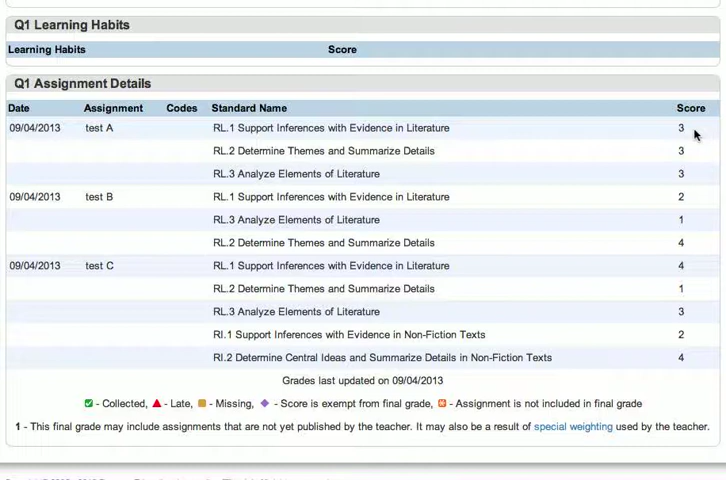 Q1 Learning Habits
Learning Habits Score
Q1 Assignment Details
Date Assignment Codes Standard Name Score
09/04/2013 test A RL.1 Support Inferences with Evidence in Literature 3
RL.2 Determine Themes and Summarize Details 3
RL.3 Analyze Elements of Literature 3
09/04/2013 test B RL.1 Support Inferences with Evidence in Literature 2
RL.3 Analyze Elements of Literature 1
RL.2 Determine Themes and Summarize Details 4
09/04/2013 test C RL.1 Support Inferences with Evidence in Literature 4
RL.2 Determine Themes and Summarize Details 1
RL.3 Analyze Elements of Literature 3
RI.1 Support Inferences with Evidence in Non-Fiction Texts 2
RI.2 Determine Central Ideas and Summarize Details in Non-Fiction Texts 4
Grades last updated on 09/04/2013
- Collected, - Late, - Missing, - Score is exempt from final grade, - Assignment is not included in final grade
1 - This final grade may include assignments that are not yet published by the teacher. It may also be a result of special weighting used by the teacher.